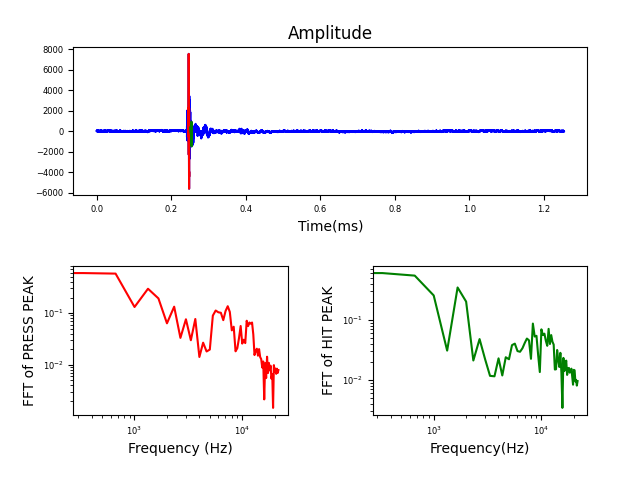 Amplitude
8000
6000
4000
2000
0
−2000
−4000
−6000
0.0 0.2 0.4 0.6 0.8 1.0 1.2
Time(ms)
FFT of PRESS PEAK
10⁻¹
10⁻²
10³ 10⁴
Frequency (Hz)
FFT of HIT PEAK
10⁻¹
10⁻²
10³ 10⁴
Frequency(Hz)